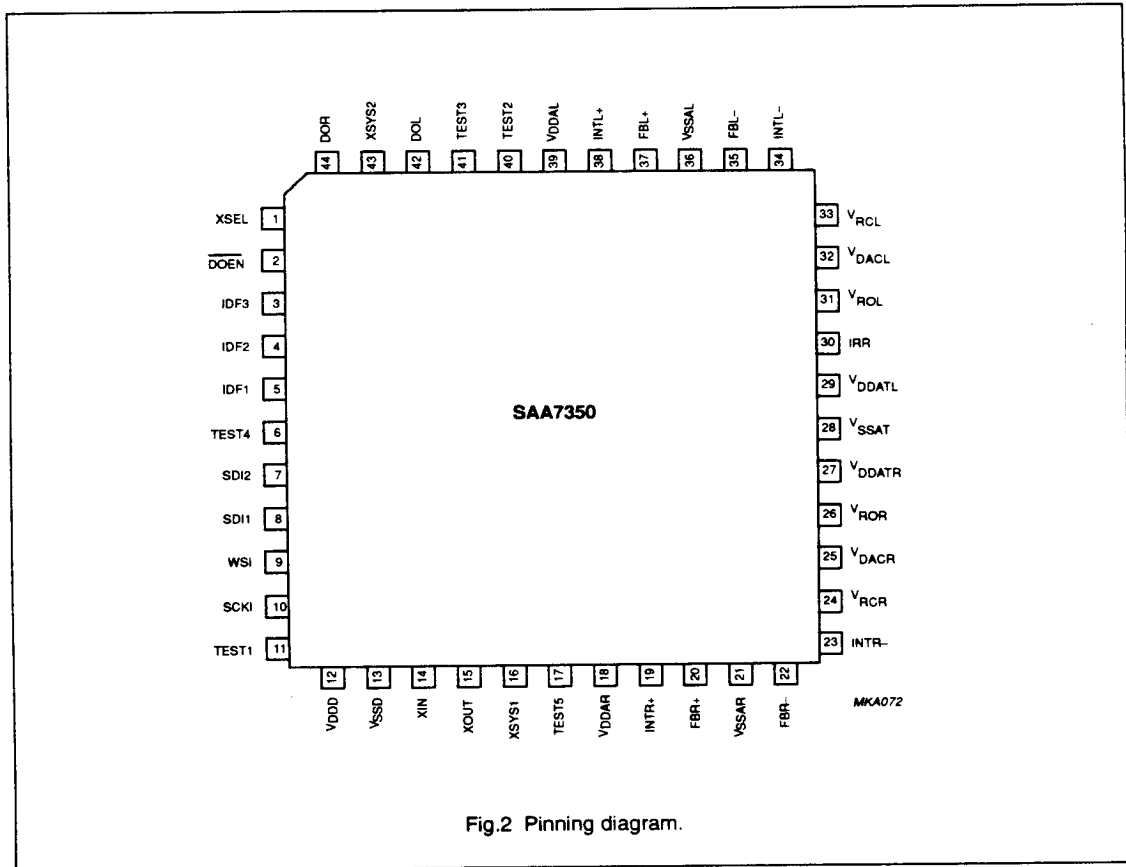 DOR XSYS2 DOL TEST3 TEST2 VDDAL INTL+ FBL+ VSSAL FBL– INTL–
44 43 42 41 40 39 38 37 36 35 34
XSEL 1
D̅O̅E̅N̅ 2
IDF3 3
IDF2 4
IDF1 5
TEST4 6
SDI2 7
SDI1 8
WSI 9
SCKI 10
TEST1 11
SAA7350
33 VRCL
32 VDACL
31 VROL
30 IRR
29 VDDATL
28 VSSAT
27 VDDATR
26 VROR
25 VDACR
24 VRCR
23 INTR–
12 13 14 15 16 17 18 19 20 21 22
VDDD VSSD XIN XOUT XSYS1 TEST5 VDDAR INTR+ FBR+ VSSAR FBR–
MKA072
Fig.2 Pinning diagram.